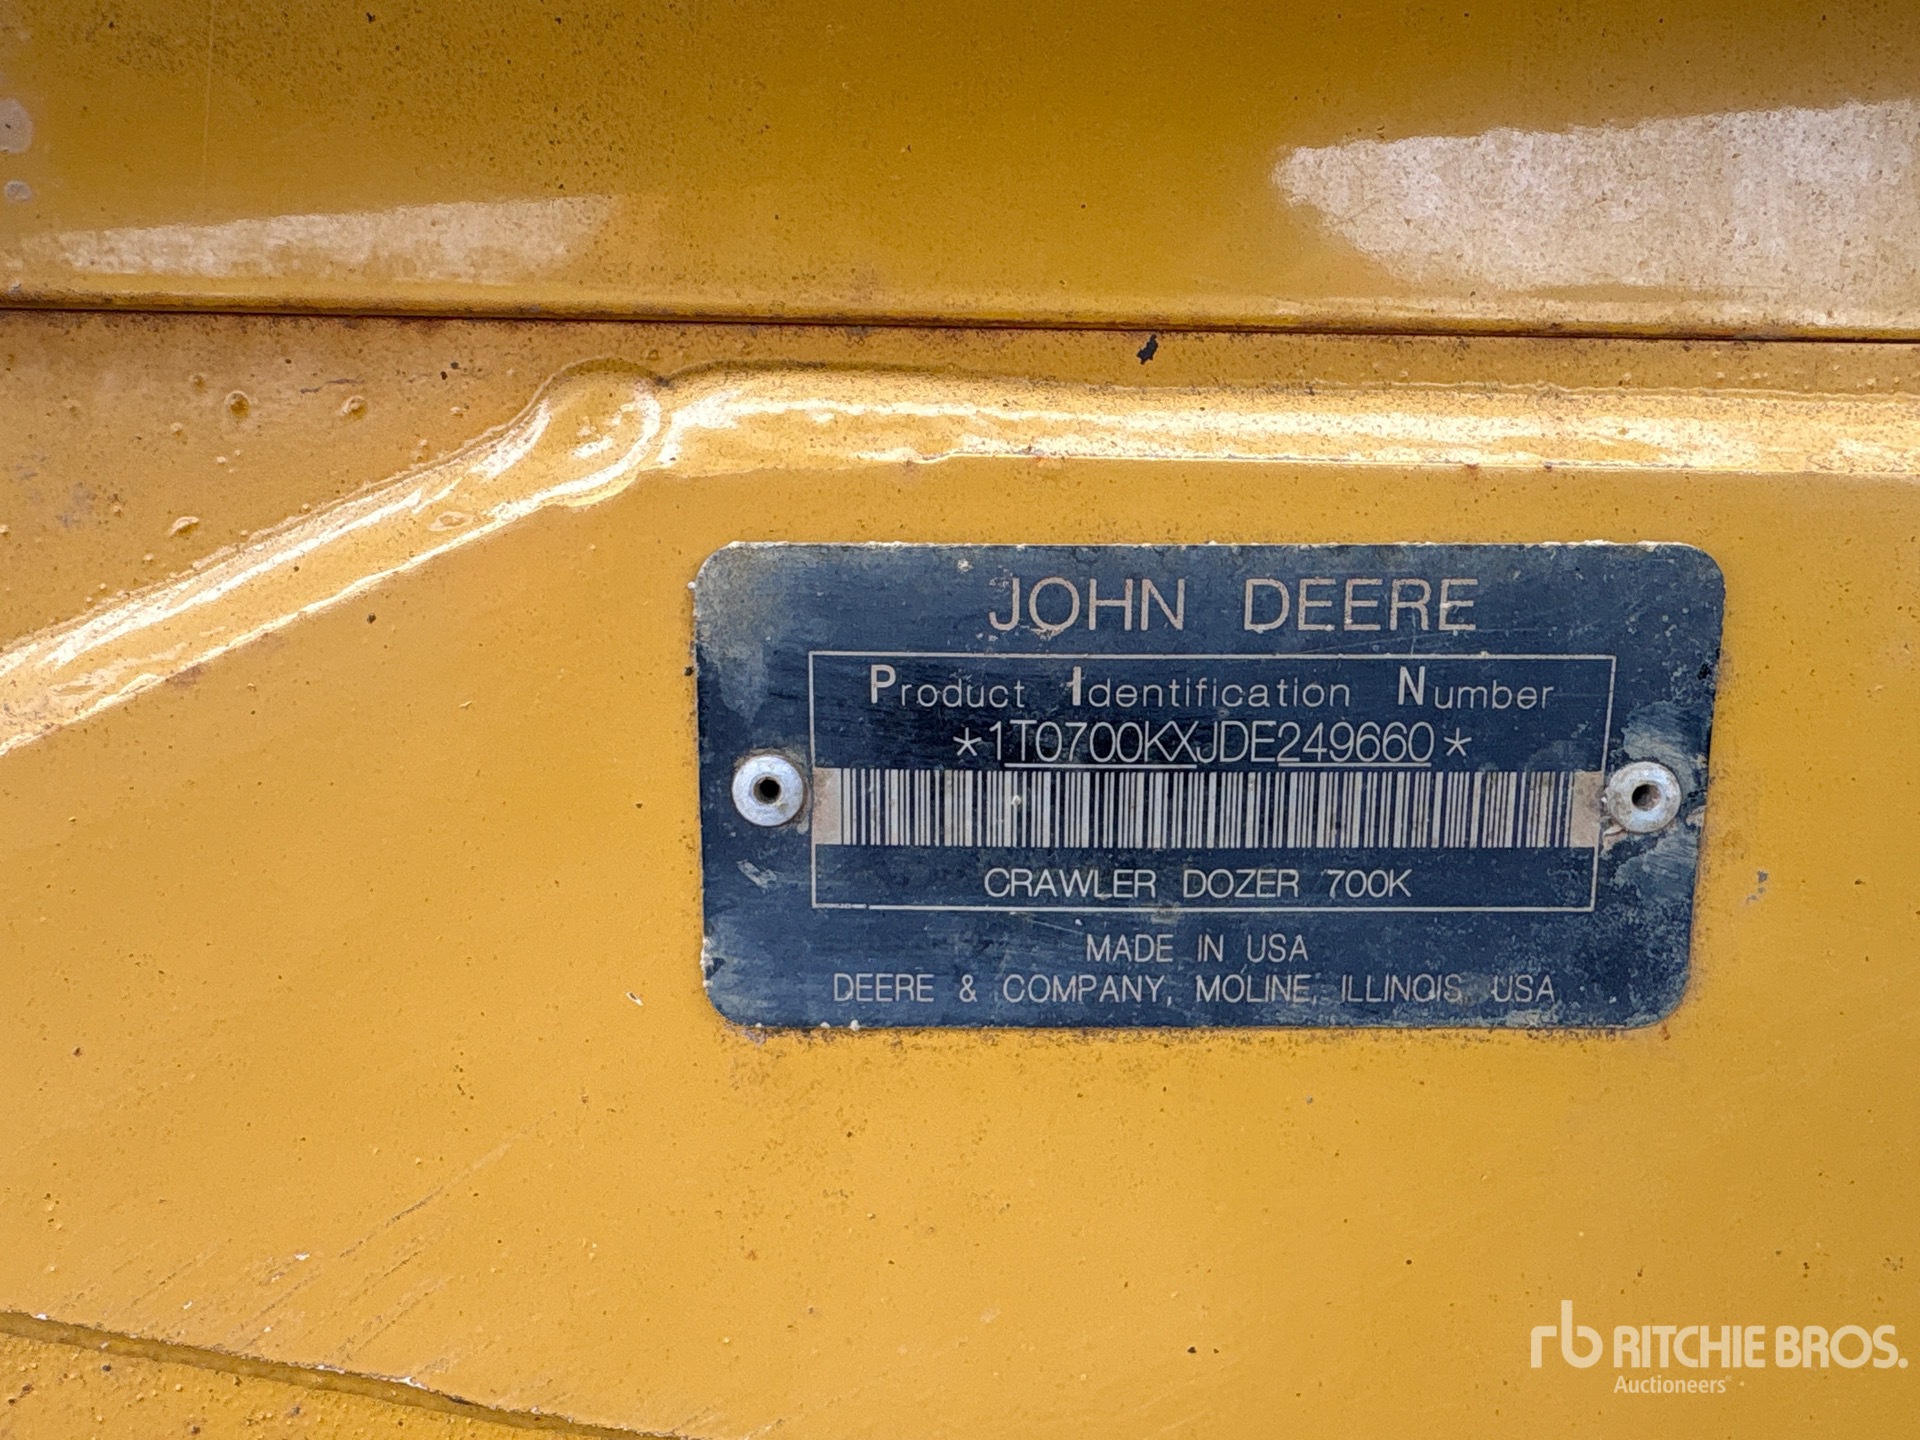 JOHN DEERE
Product Identification Number
*1T0700KXJDE249660*
CRAWLER DOZER 700K
MADE IN USA
DEERE & COMPANY, MOLINE, ILLINOIS USA
rb RITCHIE BROS.
Auctioneers